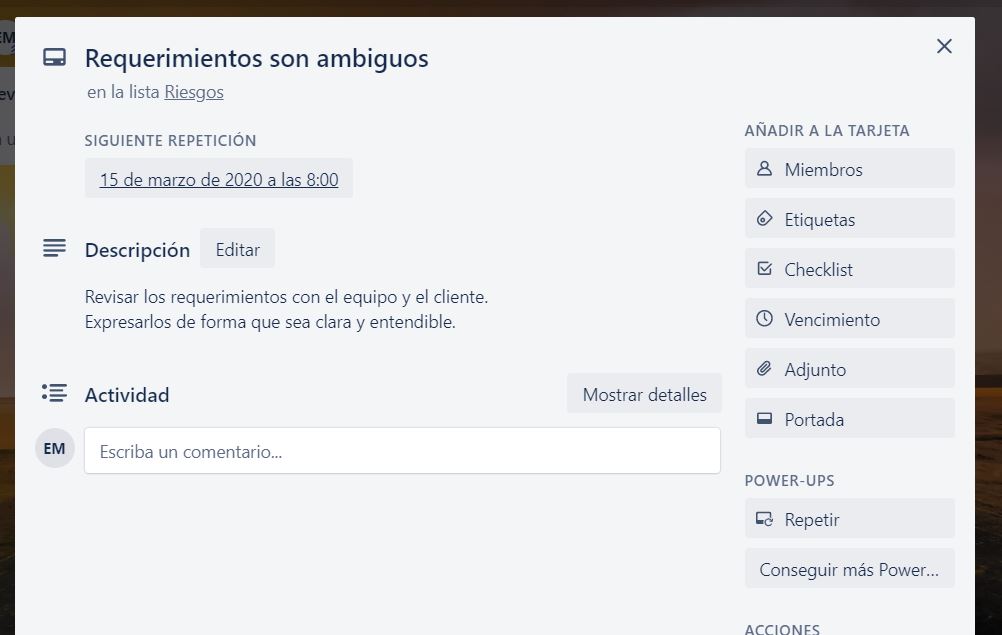 Requerimientos son ambiguos
en la lista Riesgos
SIGUIENTE REPETICIÓN
15 de marzo de 2020 a las 8:00
Descripción
Editar
Revisar los requerimientos con el equipo y el cliente.
Expresarlos de forma que sea clara y entendible.
Actividad
Mostrar detalles
EM
Escriba un comentario...
AÑADIR A LA TARJETA
Miembros
Etiquetas
Checklist
Vencimiento
Adjunto
Portada
POWER-UPS
Repetir
Conseguir más Power...
ACCIONES